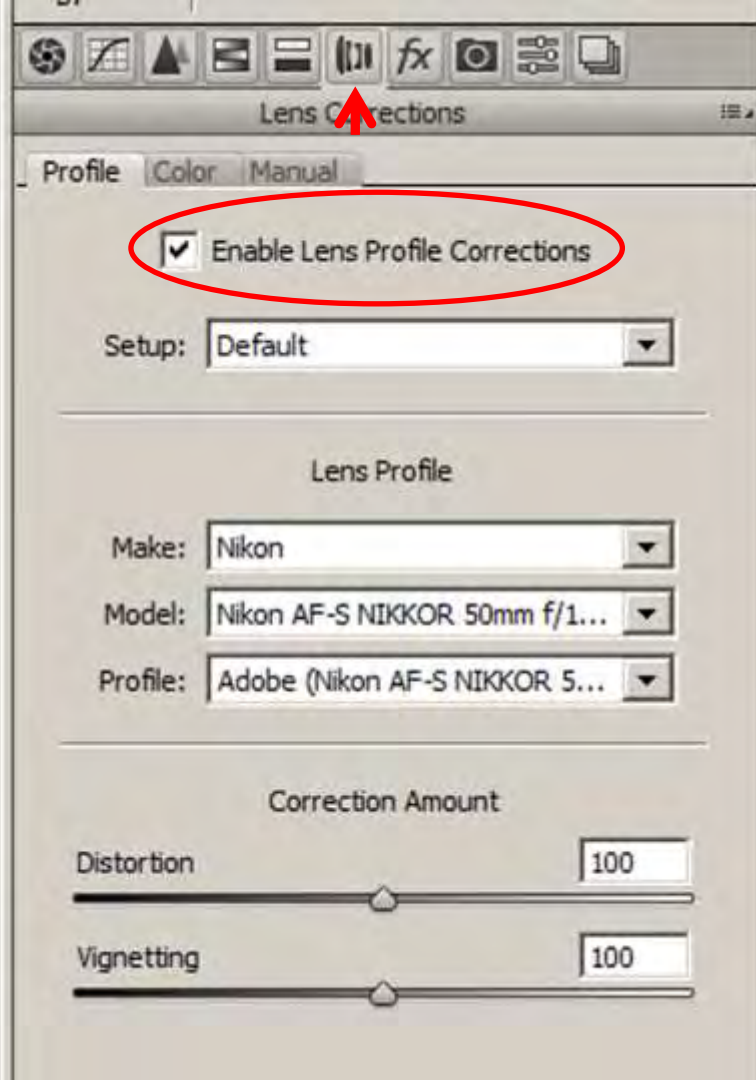 fx
Lens Corrections
Profile Color Manual
Enable Lens Profile Corrections
Setup: Default
Lens Profile
Make: Nikon
Model: Nikon AF-S NIKKOR 50mm f/1...
Profile: Adobe (Nikon AF-S NIKKOR 5...
Correction Amount
Distortion 100
Vignetting 100